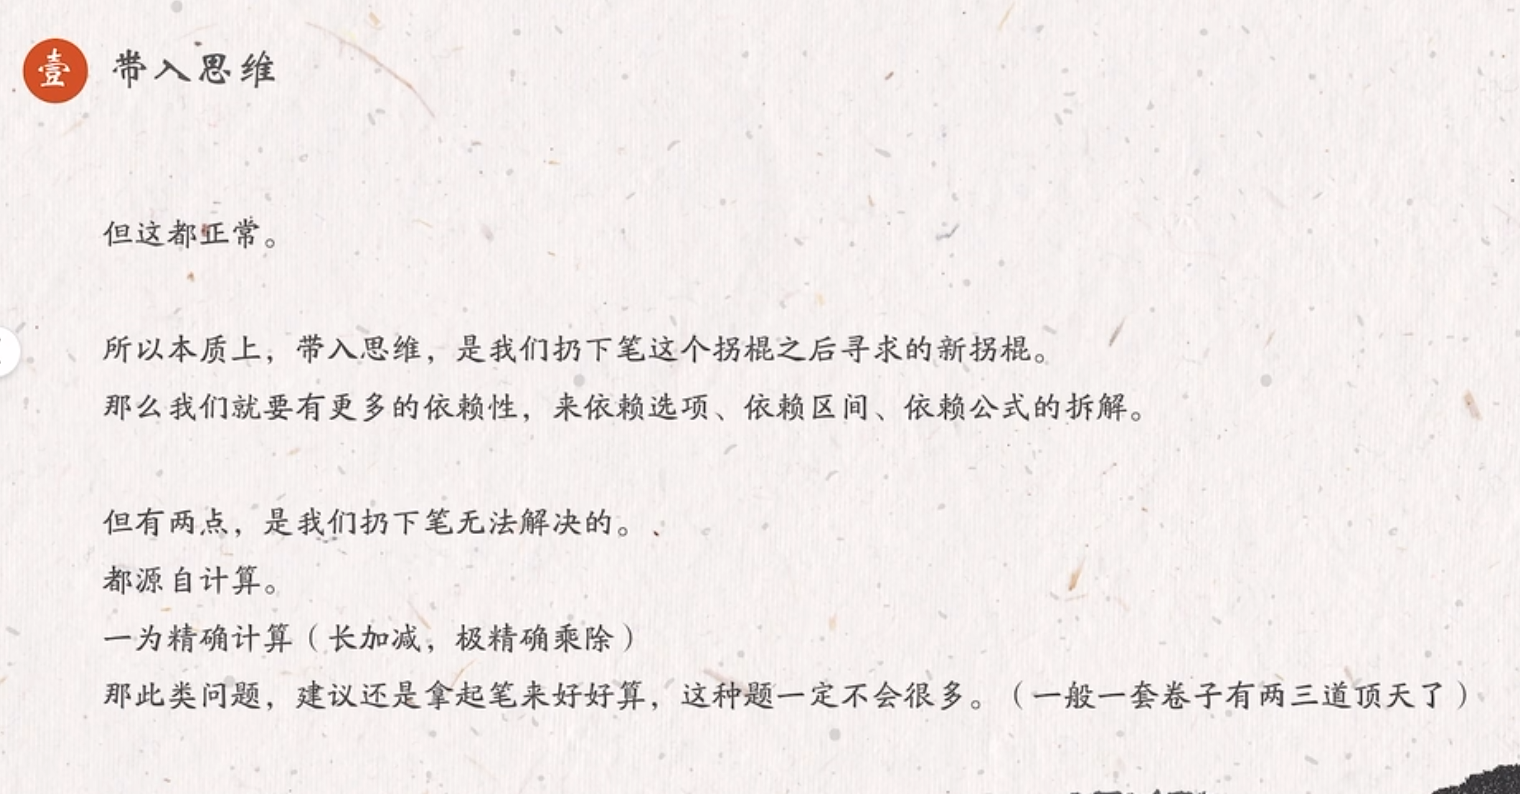 壹 带入思维
但这都正常。
所以本质上，带入思维，是我们扔下笔这个拐棍之后寻求的新拐棍。
那么我们就要有更多的依赖性，来依赖选项、依赖区间、依赖公式的拆解。
但有两点，是我们扔下笔无法解决的。
都源自计算。
一为精确计算（长加减，极精确乘除）
那此类问题，建议还是拿起笔来好好算，这种题一定不会很多。（一般一套卷子有两三道顶天了）